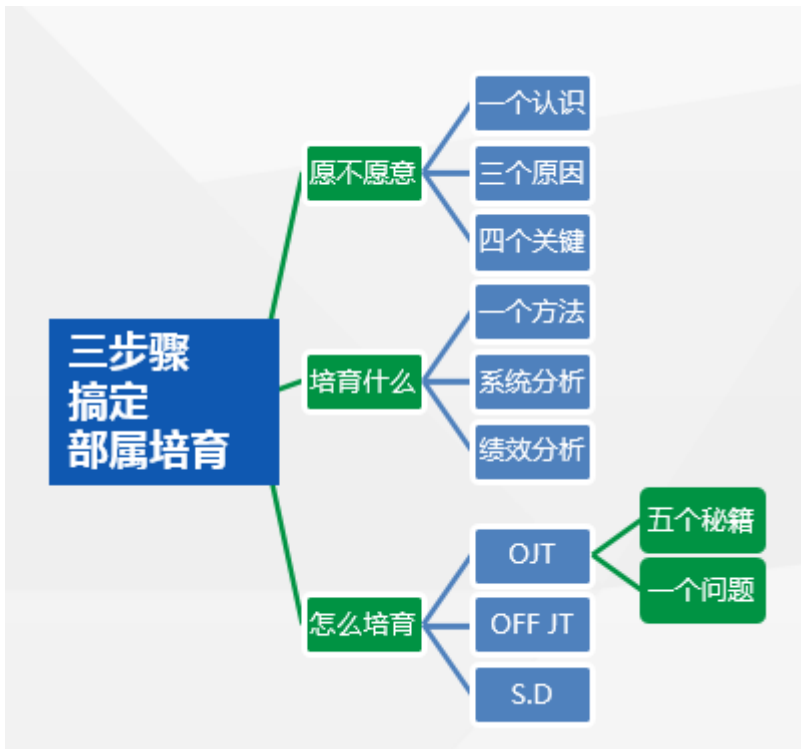 三步骤
搞定
部属培育
愿不愿意
一个认识
三个原因
四个关键
培育什么
一个方法
系统分析
绩效分析
怎么培育
OJT
五个秘籍
一个问题
OFF JT
S.D